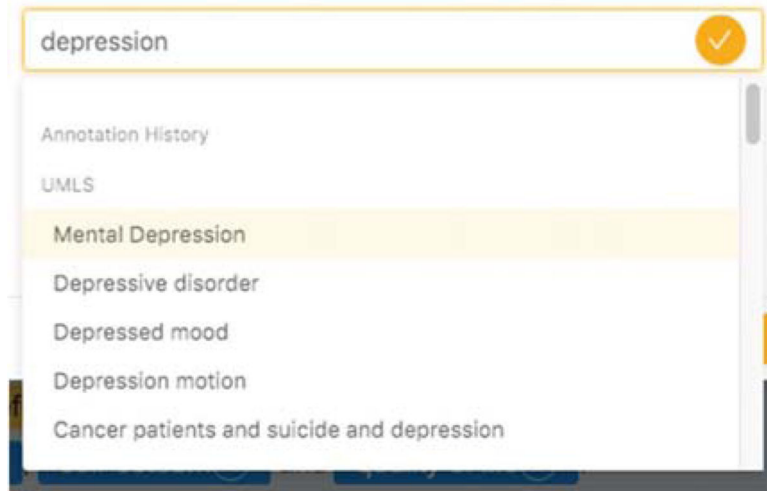 depression
Annotation History
UMLS
Mental Depression
Depressive disorder
Depressed mood
Depression motion
Cancer patients and suicide and depression